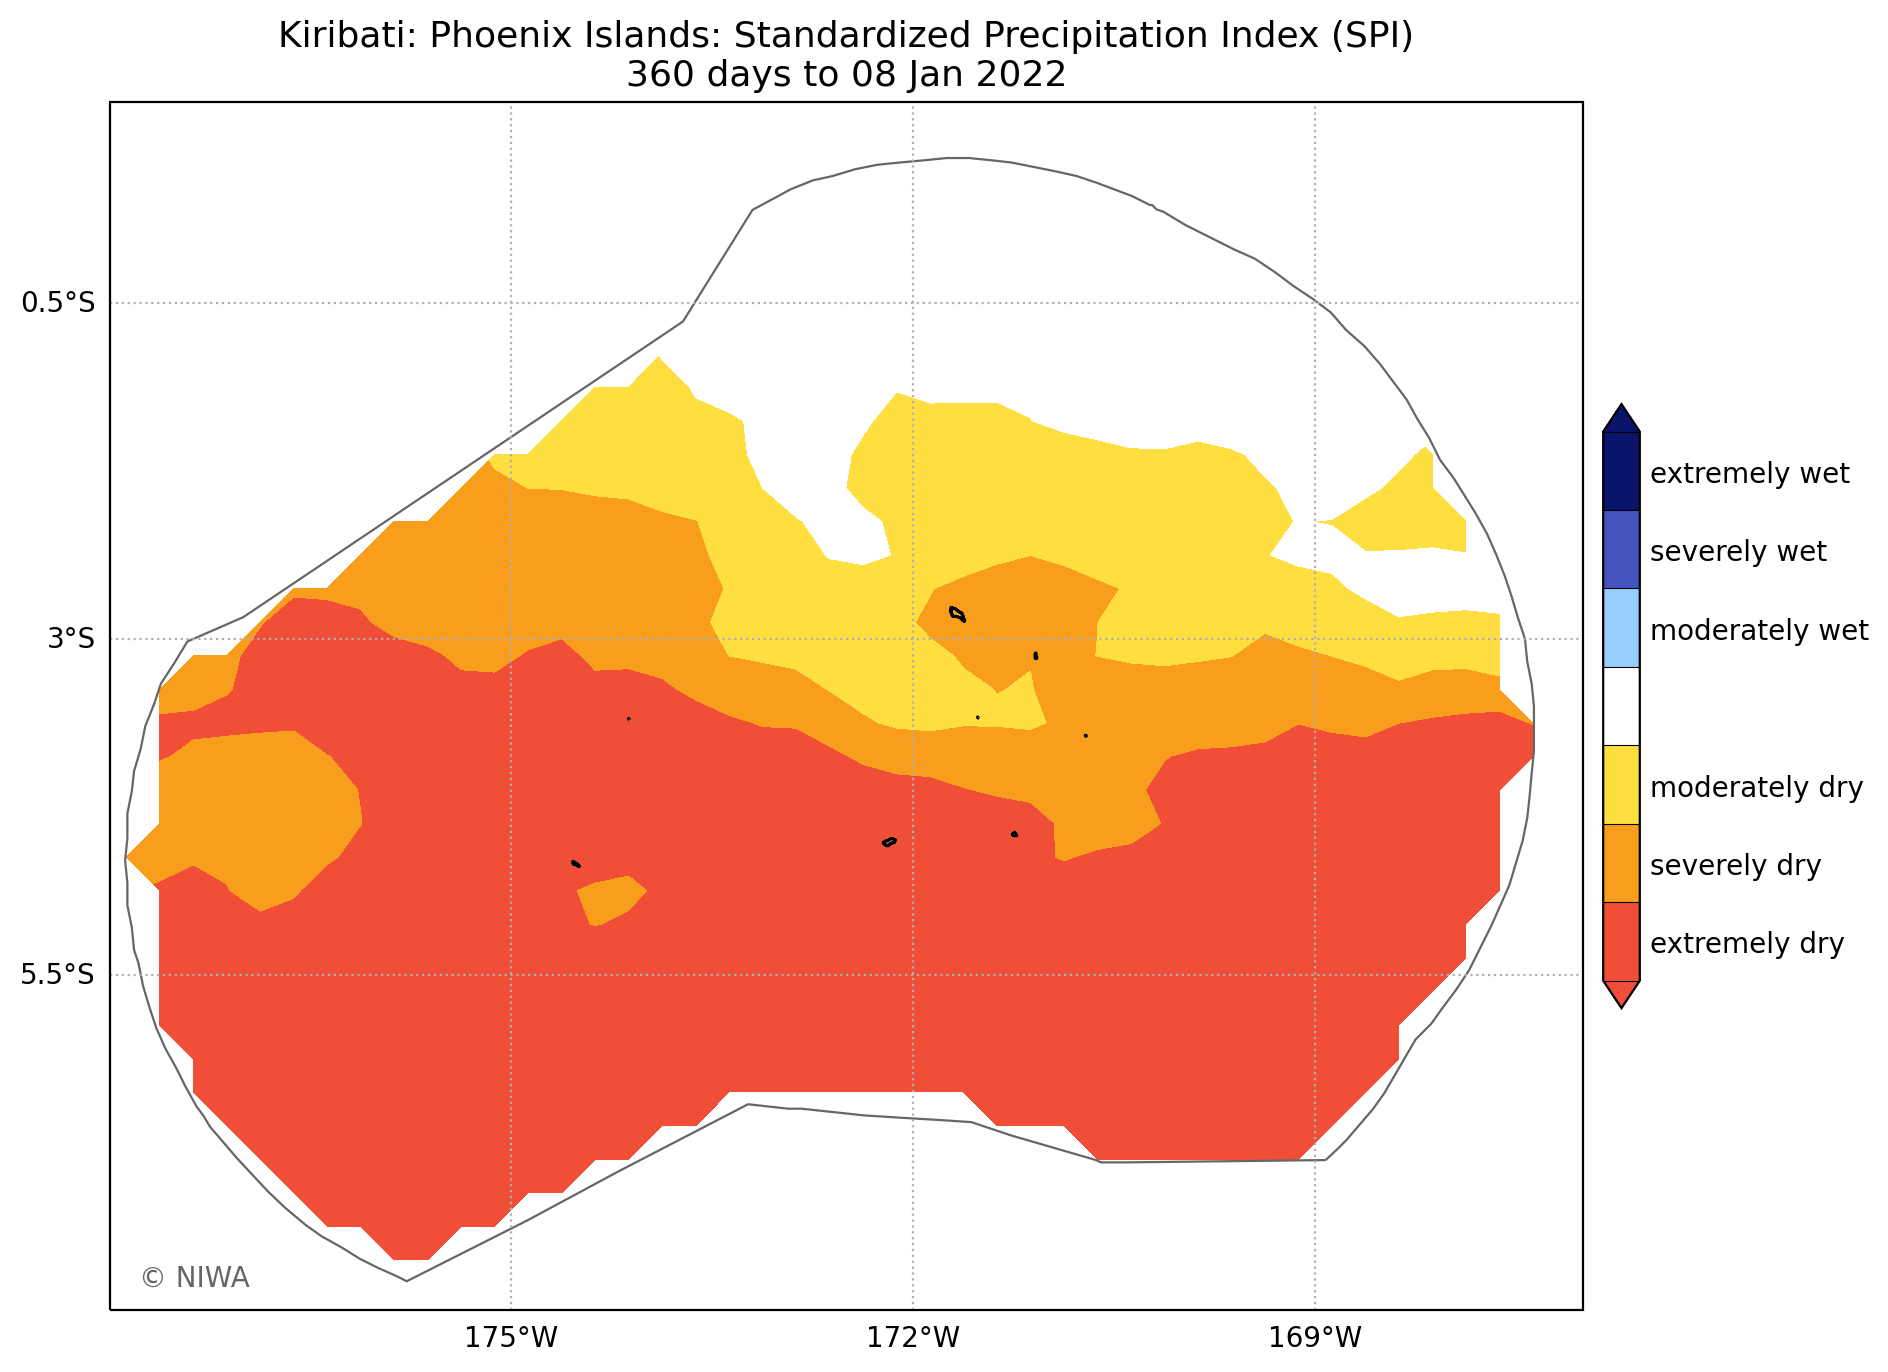 Kiribati: Phoenix Islands: Standardized Precipitation Index (SPI)
360 days to 08 Jan 2022
0.5°S
3°S
5.5°S
175°W
172°W
169°W
extremely wet
severely wet
moderately wet
moderately dry
severely dry
extremely dry
© NIWA